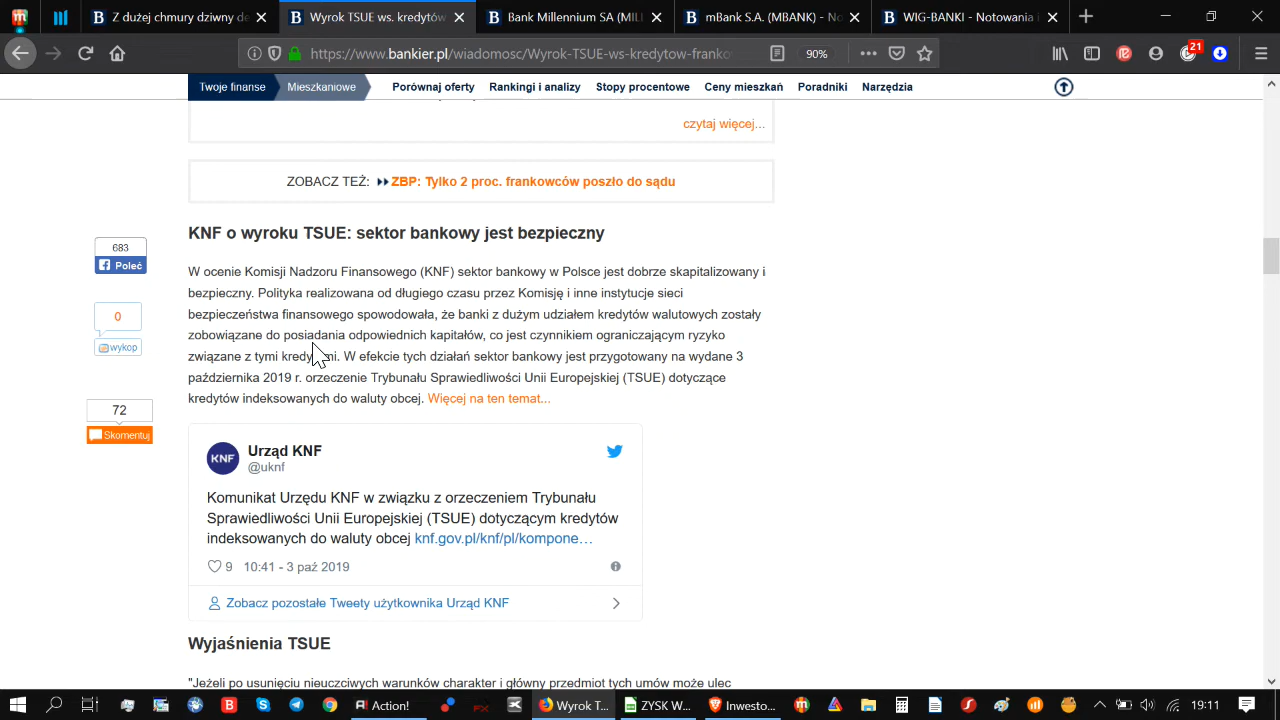 Z dużej chmury dziwny de
Wyrok TSUE ws. kredytów
Bank Millennium SA (MIL
mBank S.A. (MBANK) - No
WIG-BANKI - Notowania i
https://www.bankier.pl/wiadomosc/Wyrok-TSUE-ws-kredytow-franko
90%
21
Twoje finanse
Mieszkaniowe
Porównaj oferty
Rankingi i analizy
Stopy procentowe
Ceny mieszkań
Poradniki
Narzędzia
czytaj więcej...
ZOBACZ TEŻ: ZBP: Tylko 2 proc. frankowców poszło do sądu
KNF o wyroku TSUE: sektor bankowy jest bezpieczny
683
Poleć
0
wykop
72
Skomentuj
W ocenie Komisji Nadzoru Finansowego (KNF) sektor bankowy w Polsce jest dobrze skapitalizowany i
bezpieczny. Polityka realizowana od długiego czasu przez Komisję i inne instytucje sieci
bezpieczeństwa finansowego spowodowała, że banki z dużym udziałem kredytów walutowych zostały
zobowiązane do posiadania odpowiednich kapitałów, co jest czynnikiem ograniczającym ryzyko
związane z tymi kredytami. W efekcie tych działań sektor bankowy jest przygotowany na wydane 3
października 2019 r. orzeczenie Trybunału Sprawiedliwości Unii Europejskiej (TSUE) dotyczące
kredytów indeksowanych do waluty obcej. Więcej na ten temat...
KNF
Urząd KNF
@uknf
Komunikat Urzędu KNF w związku z orzeczeniem Trybunału
Sprawiedliwości Unii Europejskiej (TSUE) dotyczącym kredytów
indeksowanych do waluty obcej knf.gov.pl/knf/pl/kompone…
9 10:41 - 3 paź 2019
Zobacz pozostałe Tweety użytkownika Urząd KNF
Wyjaśnienia TSUE
"Jeżeli po usunięciu nieuczciwych warunków charakter i główny przedmiot tych umów może ulec
Action!
Wyrok T...
ZYSK W...
Inwesto...
19:11